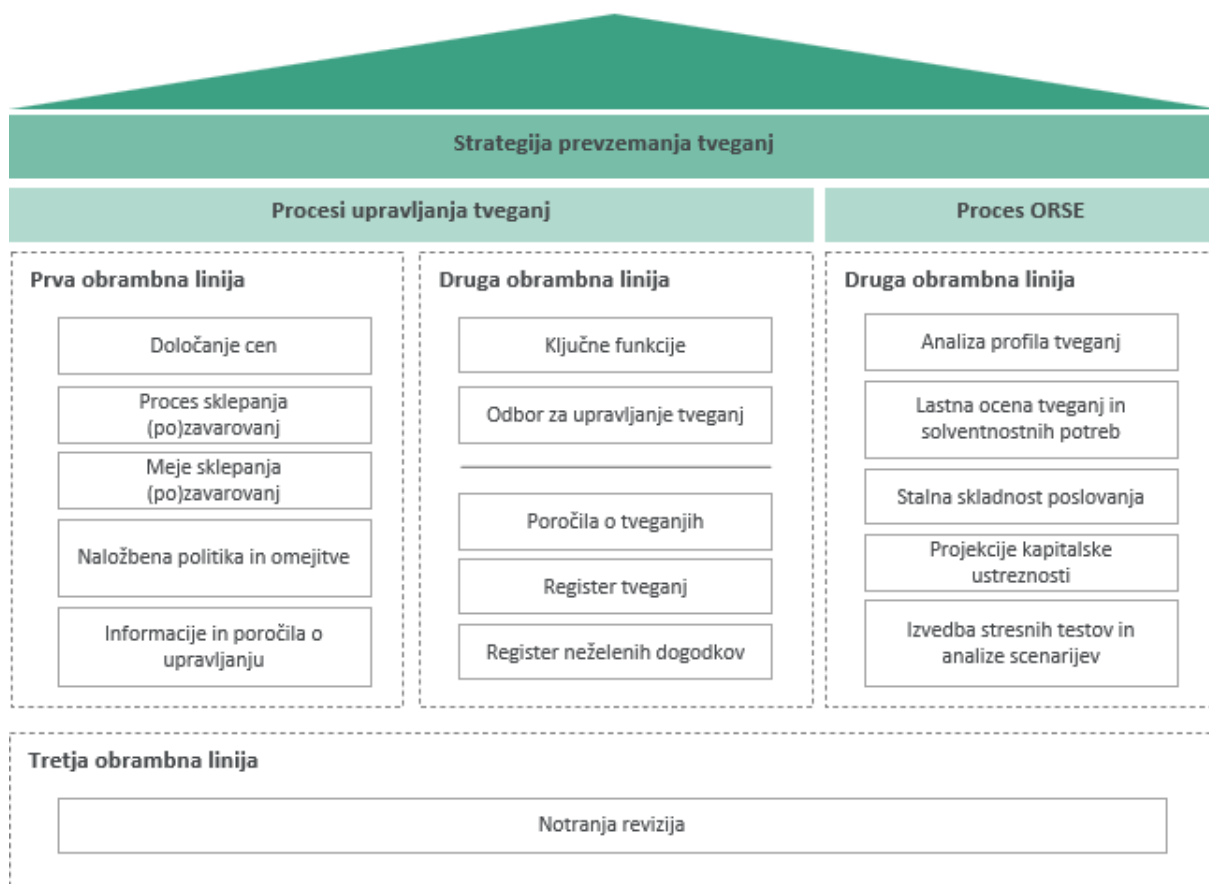 Strategija prevzemanja tveganj
Procesi upravljanja tveganj
Proces ORSE
Prva obrambna linija
Določanje cen
Proces sklepanja
(po)zavarovanj
Meje sklepanja
(po)zavarovanj
Naložbena politika in omejitve
Informacije in poročila o
upravljanju
Druga obrambna linija
Ključne funkcije
Odbor za upravljanje tveganj
Poročila o tveganjih
Register tveganj
Register neželenih dogodkov
Druga obrambna linija
Analiza profila tveganj
Lastna ocena tveganj in
solventnostnih potreb
Stalna skladnost poslovanja
Projekcije kapitalske
ustreznosti
Izvedba stresnih testov in
analize scenarijev
Tretja obrambna linija
Notranja revizija